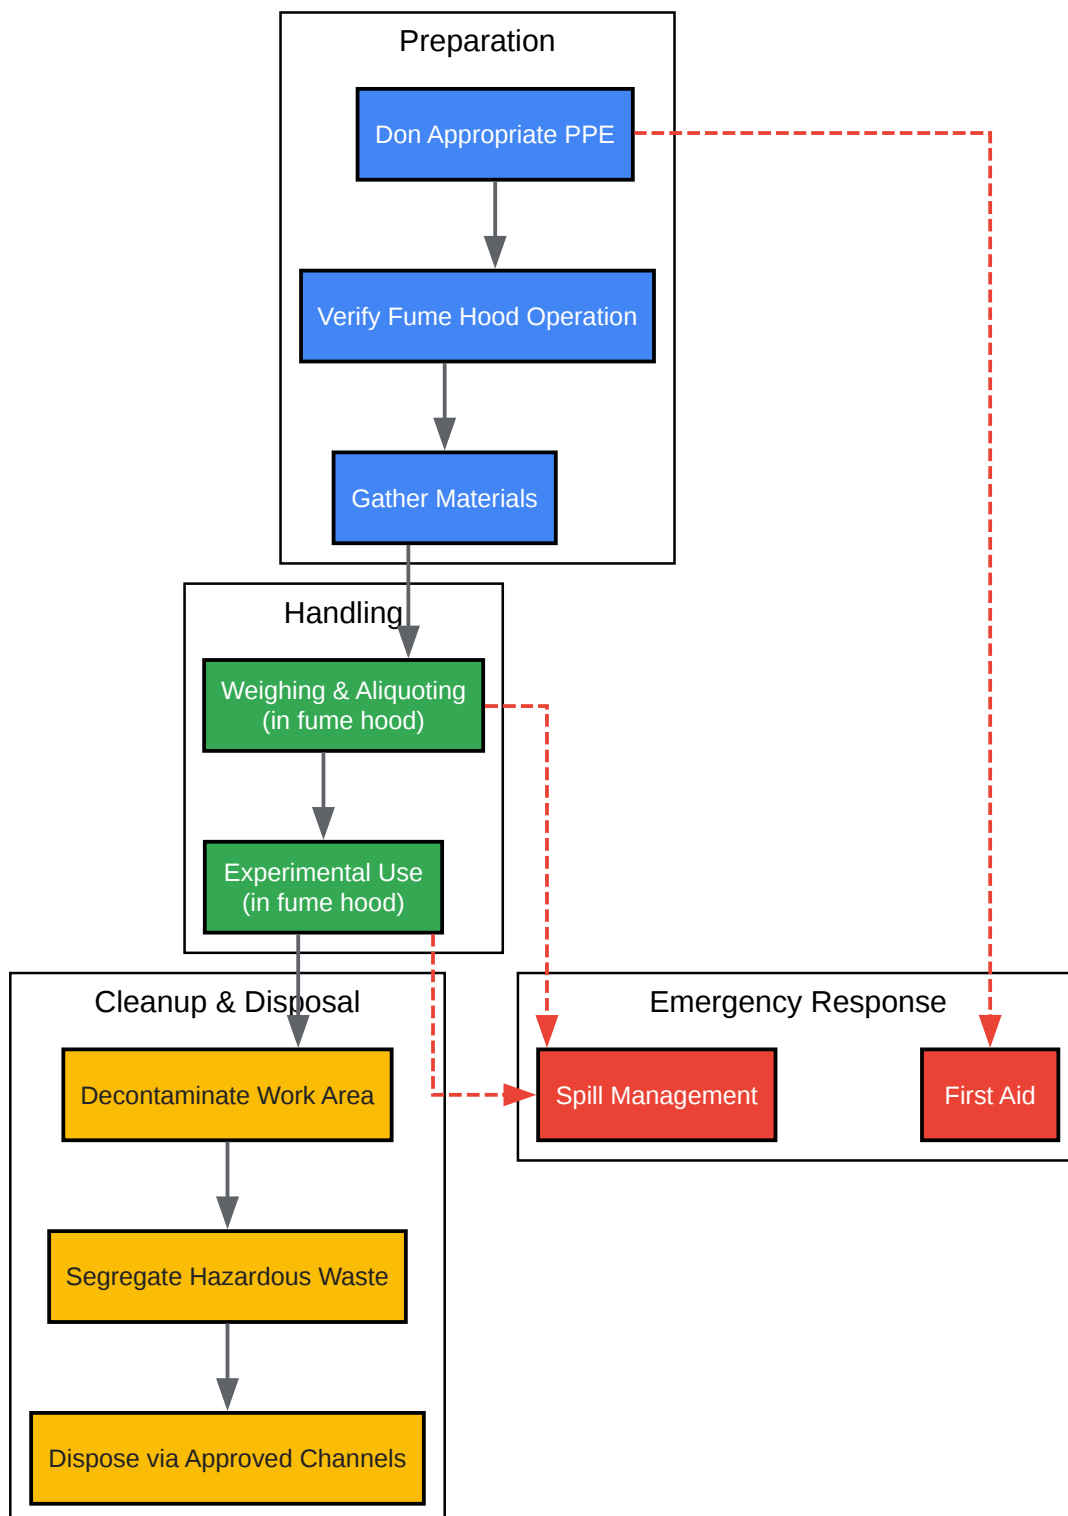 Preparation
Don Appropriate PPE
Verify Fume Hood Operation
Gather Materials
Handling
Weighing & Aliquoting
(in fume hood)
Experimental Use
(in fume hood)
Cleanup & Disposal
Decontaminate Work Area
Segregate Hazardous Waste
Dispose via Approved Channels
Emergency Response
Spill Management
First Aid